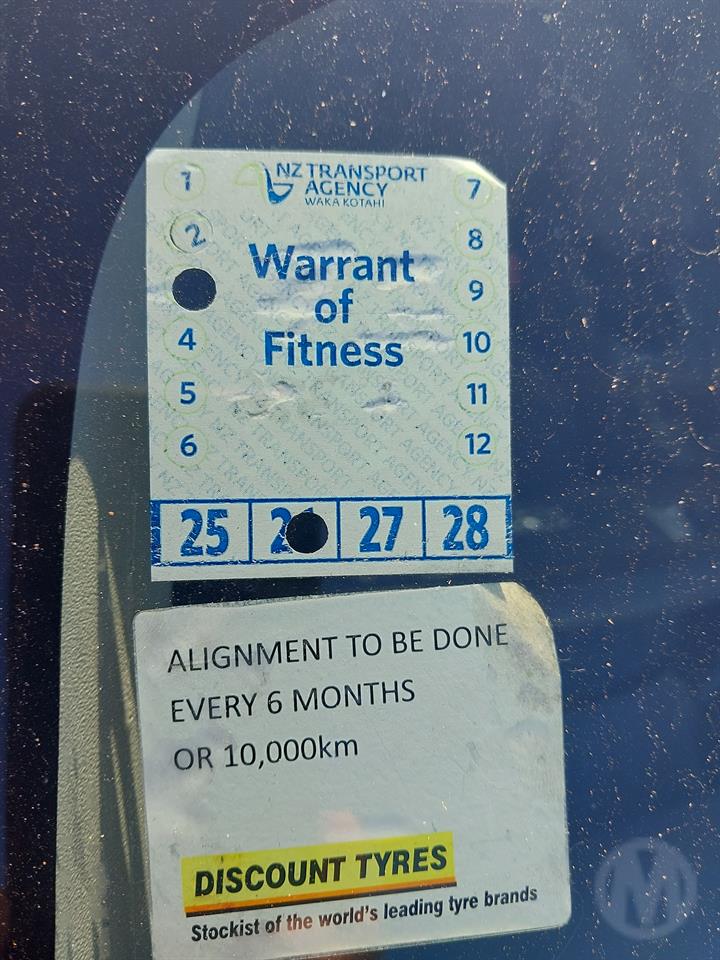 NZ TRANSPORT
AGENCY
WAKA KOTAHI
Warrant
of
Fitness
1
2
4
5
6
7
8
9
10
11
12
25 2 27 28
ALIGNMENT TO BE DONE
EVERY 6 MONTHS
OR 10,000km
DISCOUNT TYRES
Stockist of the world's leading tyre brands
M